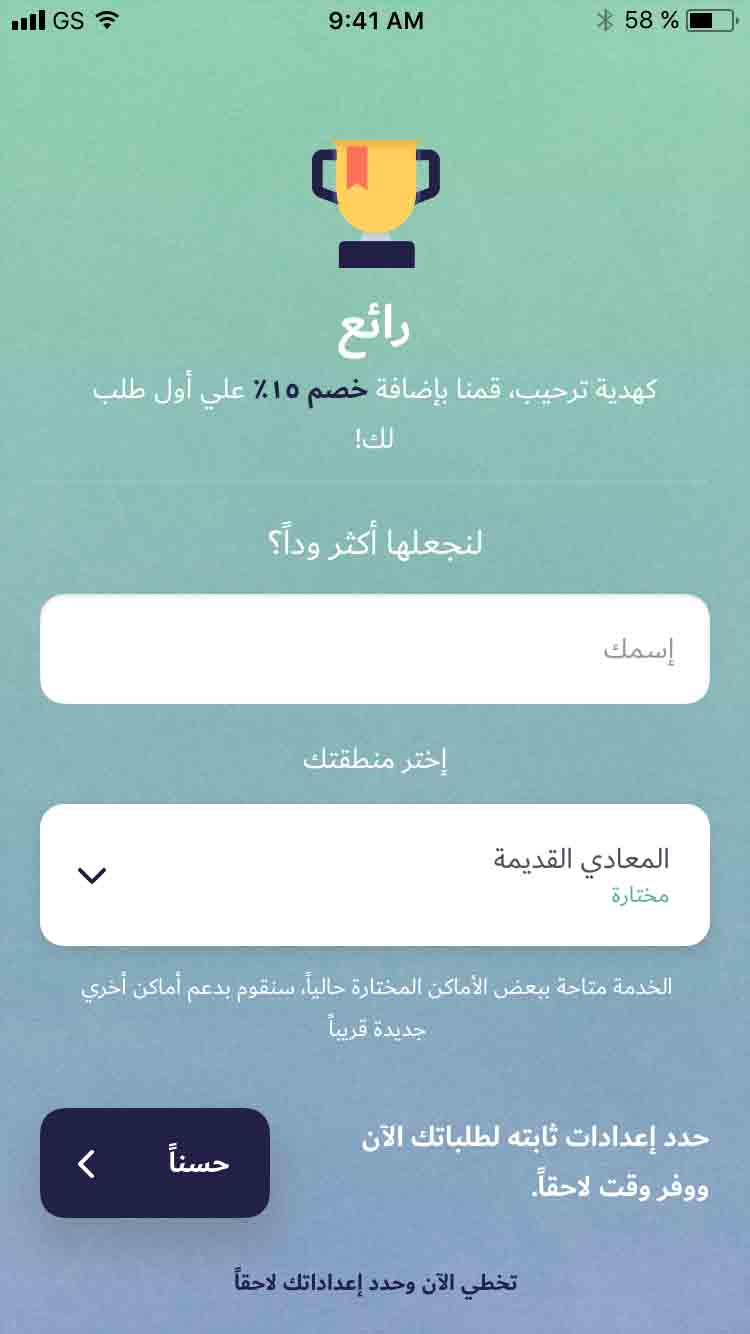 GS 9:41 AM 58 %
رائع
كهدية ترحيب، قمنا بإضافة خصم ١٥٪ علي أول طلب
لك!
لنجعلها أكثر وداً؟
إسمك
إختر منطقتك
المعادي القديمة
مختارة
الخدمة متاحة ببعض الأماكن المختارة حالياً، سنقوم بدعم أماكن أخري
جديدة قريباً
حدد إعدادات ثابته لطلباتك الآن
ووفر وقت لاحقاً.
حسناً
تخطي الآن وحدد إعداداتك لاحقاً